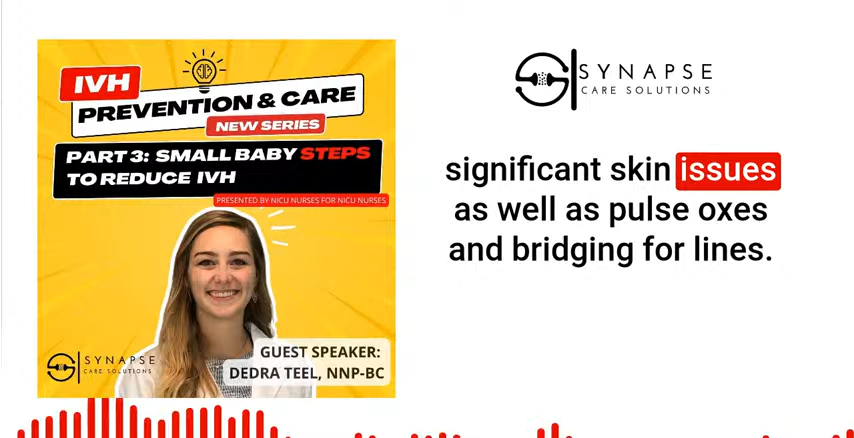 IVH
PREVENTION & CARE
NEW SERIES
PART 3: SMALL BABY STEPS
TO REDUCE IVH
PRESENTED BY NICU NURSES FOR NICU NURSES
SYNAPSE
CARE SOLUTIONS
GUEST SPEAKER:
DEDRA TEEL, NNP-BC
SYNAPSE
CARE SOLUTIONS
significant skin issues
as well as pulse oxes
and bridging for lines.